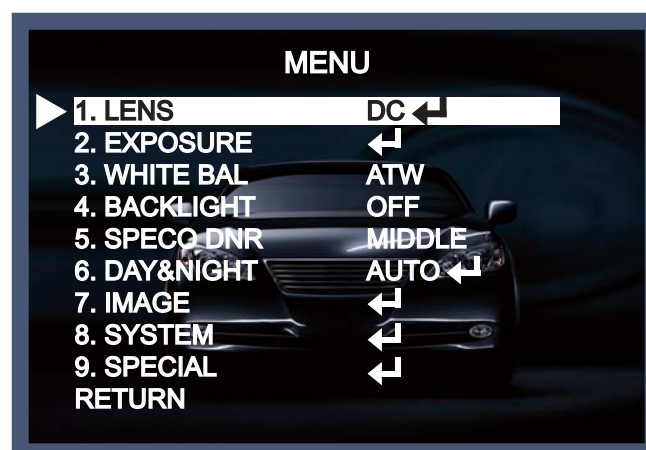 MENU
1. LENS DC ↵
2. EXPOSURE ↵
3. WHITE BAL ATW
4. BACKLIGHT OFF
5. SPECO DNR MIDDLE
6. DAY&NIGHT AUTO ↵
7. IMAGE ↵
8. SYSTEM ↵
9. SPECIAL ↵
RETURN